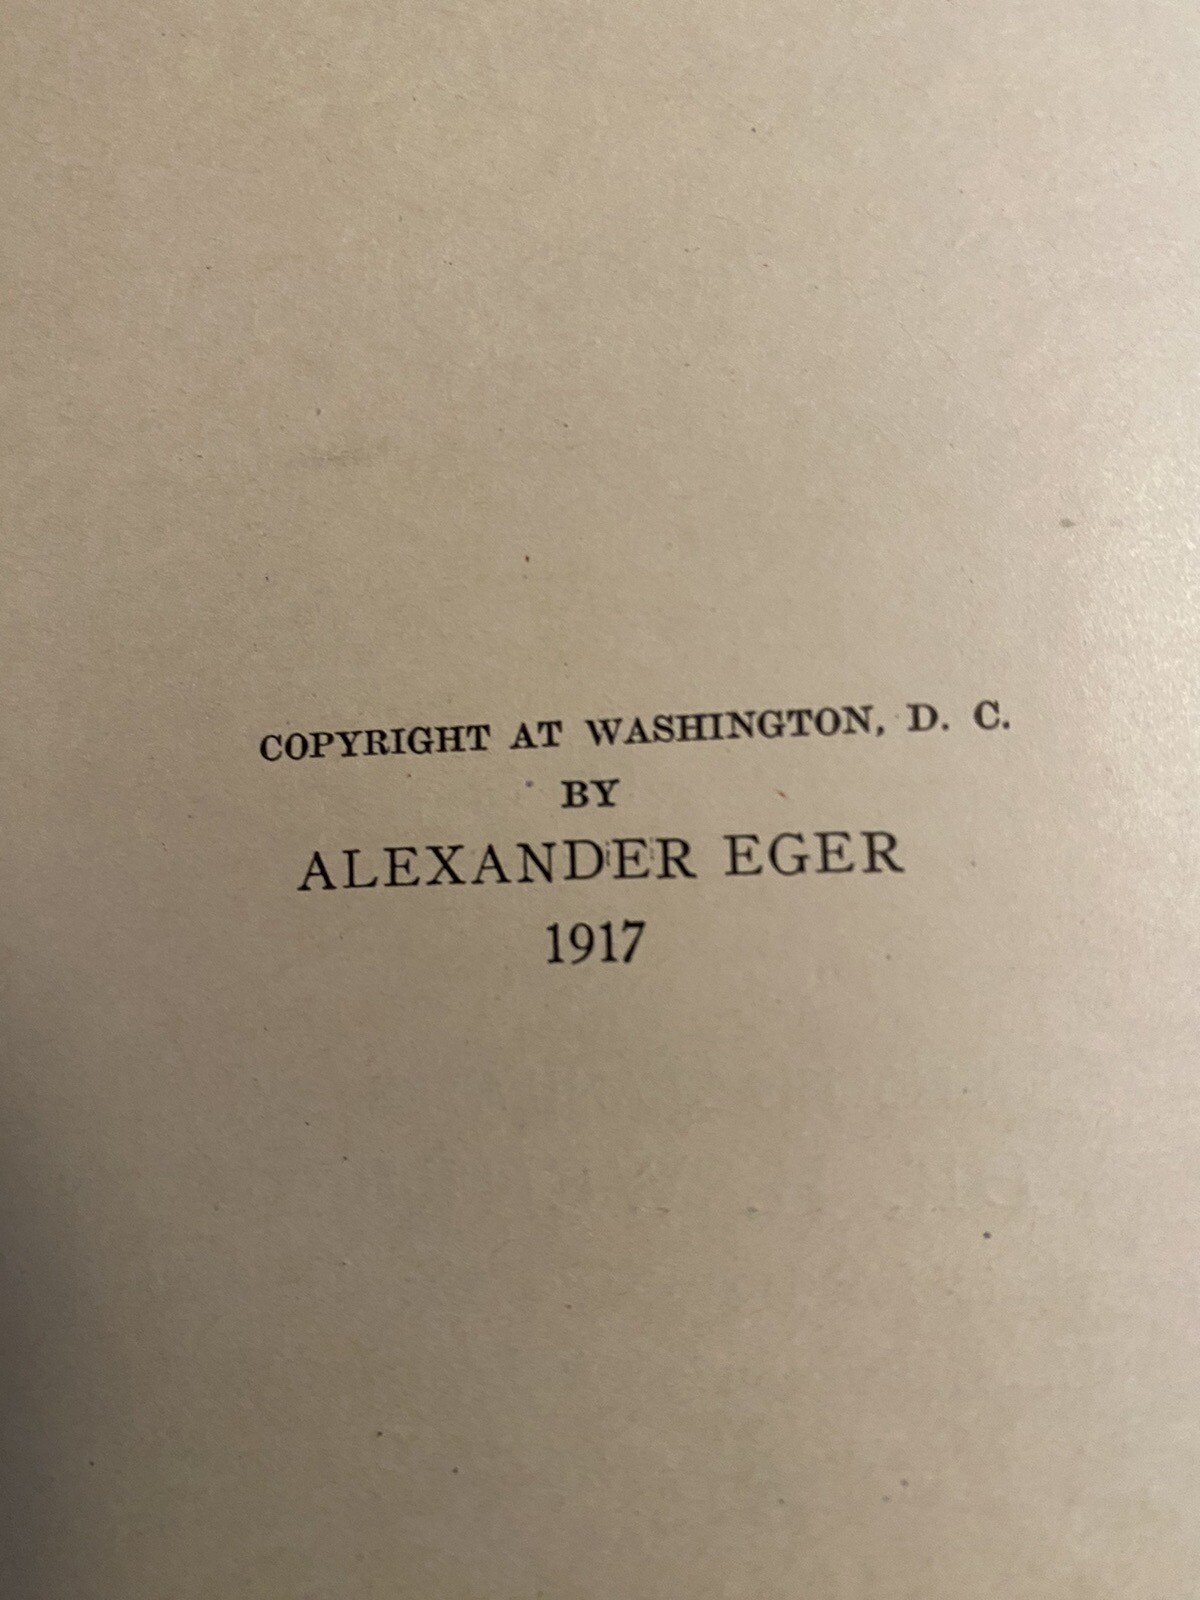 COPYRIGHT AT WASHINGTON, D. C.
BY
ALEXANDER EGER
1917